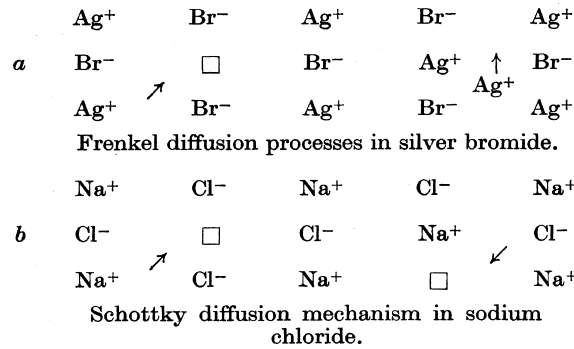 Ag⁺ Br⁻ Ag⁺ Br⁻ Ag⁺
a Br⁻ □ Br⁻ Ag⁺ ↑ Br⁻
↗ Ag⁺
Ag⁺ Br⁻ Ag⁺ Br⁻ Ag⁺
Frenkel diffusion processes in silver bromide.
Na⁺ Cl⁻ Na⁺ Cl⁻ Na⁺
b Cl⁻ □ Cl⁻ Na⁺ Cl⁻
↗ ↙
Na⁺ Cl⁻ Na⁺ □ Na⁺
Schottky diffusion mechanism in sodium
chloride.